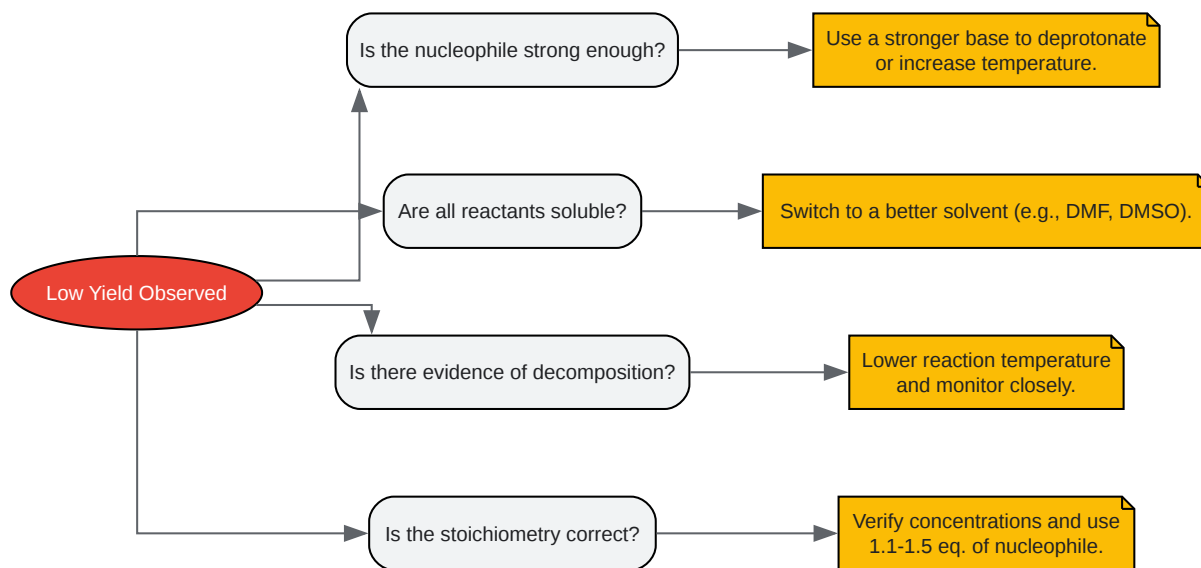 Is the nucleophile strong enough?
Use a stronger base to deprotonate
or increase temperature.
Are all reactants soluble?
Switch to a better solvent (e.g., DMF, DMSO).
Low Yield Observed
Is there evidence of decomposition?
Lower reaction temperature
and monitor closely.
Is the stoichiometry correct?
Verify concentrations and use
1.1-1.5 eq. of nucleophile.